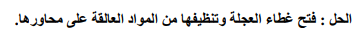 الحل : فتح غطاء العجلة وتنظيفها من المواد العالقة على محاورها.